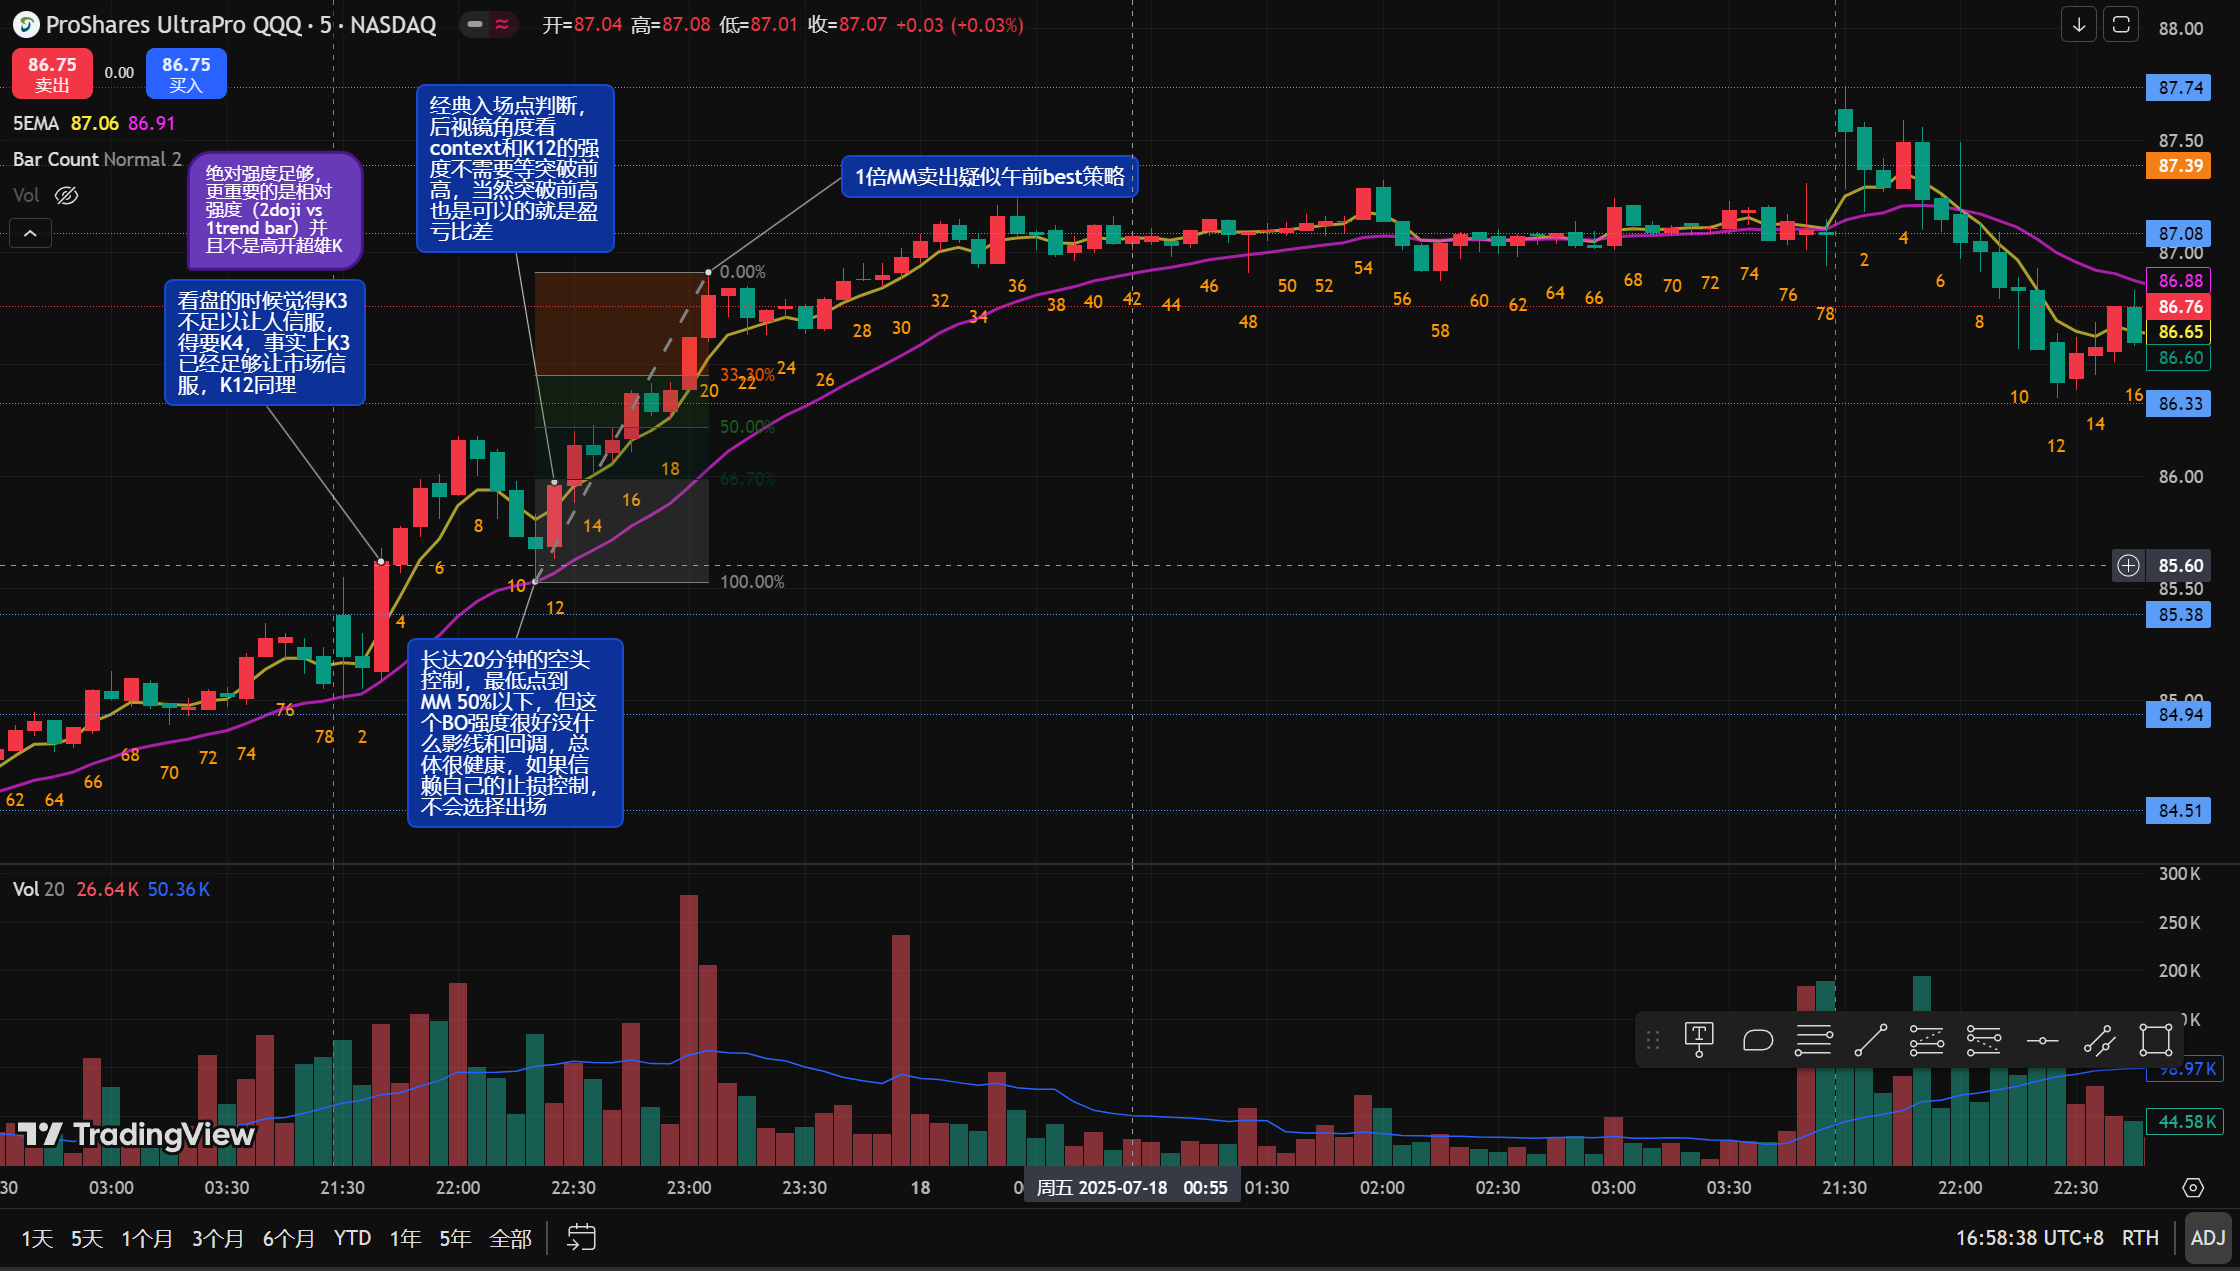 ProShares UltraPro QQQ · 5 · NASDAQ
开=87.04 高=87.08 低=87.01 收=87.07 +0.03 (+0.03%)
86.75
卖出
0.00
86.75
买入
5EMA 87.06 86.91
Bar Count Normal 2
Vol
绝对强度足够，
更重要的是相对
强度（2doji vs
1trend bar）并
且不是高开超雄K
看盘的时候觉得K3
不足以让人信服，
得要K4，事实上K3
已经足够让市场信
服，K12同理
经典入场点判断，
后视镜角度看
context和K12的强
度不需要等突破前
高，当然突破前高
也是可以的就是盈
亏比差
1倍MM卖出疑似午前best策略
长达20分钟的空头
控制，最低点到
MM 50%以下，但这
个BO强度很好没什
么影线和回调，总
体很健康，如果信
赖自己的止损控制，
不会选择出场
0.00%
33.30%
50.00%
66.70%
100.00%
62 64 66 68 70 72 74 76 78
2 4 6 8 10 12 14 16 18 20 22 24 26 28 30 32 34 36 38 40 42 44 46 48 50 52 54 56 58 60 62 64 66 68 70 72 74 76 78
2 4 6 8 10 12 14 16
88.00
87.74
87.50
87.39
87.08
87.00
86.88
86.76
86.65
86.60
86.33
86.00
85.60
85.50
85.38
85.00
84.94
84.51
Vol 20 26.64 K 50.36 K
300 K
250 K
200 K
44.58 K
TradingView
30 03:00 03:30 21:30 22:00 22:30 23:00 23:30 18 周五 2025-07-18 00:55 01:30 02:00 02:30 03:00 03:30 21:30 22:00 22:30
1天 5天 1个月 3个月 6个月 YTD 1年 5年 全部
16:58:38 UTC+8 RTH ADJ